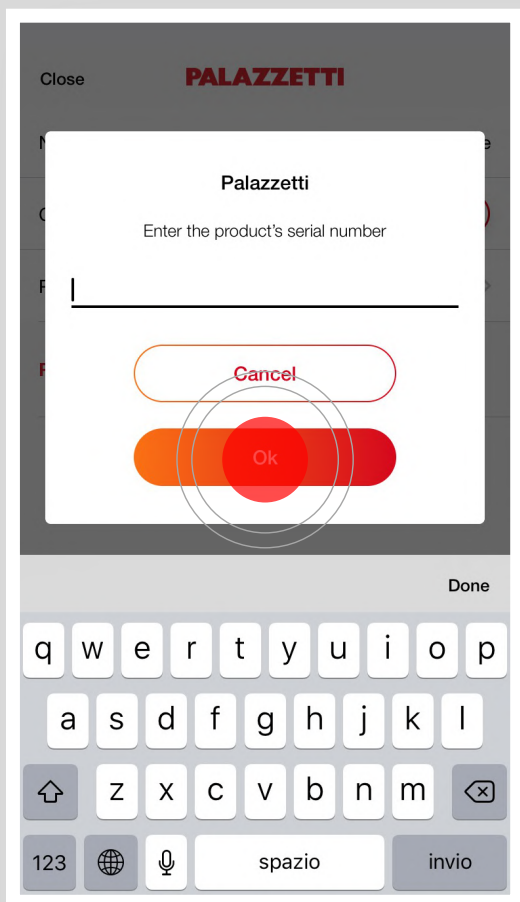 Close PALAZZETTI
Palazzetti
Enter the product's serial number
Cancel
Ok
Done
q w e r t y u i o p
a s d f g h j k l
z x c v b n m
123 spazio invio